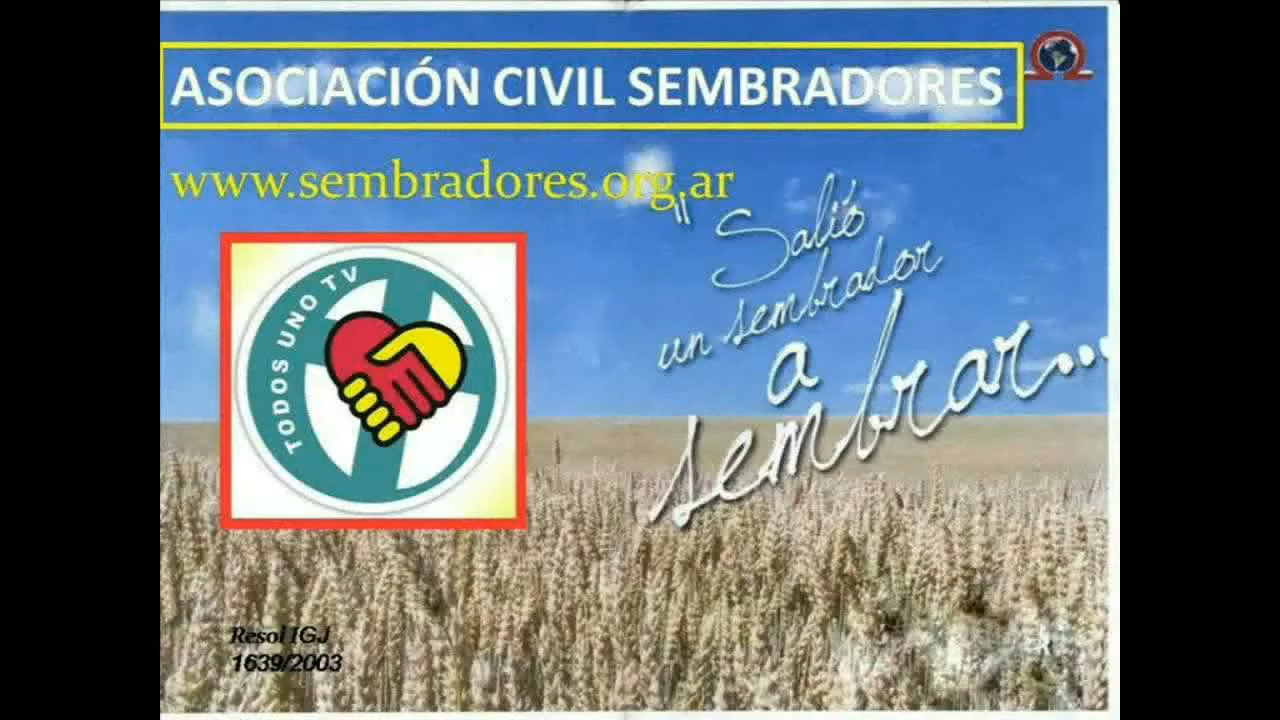 ASOCIACIÓN CIVIL SEMBRADORES
www.sembradores.org.ar
" Salió
un sembrador
a
sembrar...
TODOS UNO TV
Resol IGJ
1639/2003